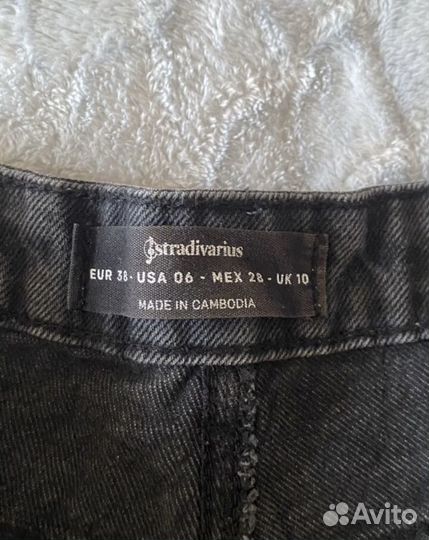 stradivarius
EUR 38 - USA 06 - MEX 28 - UK 10
MADE IN CAMBODIA
Avito